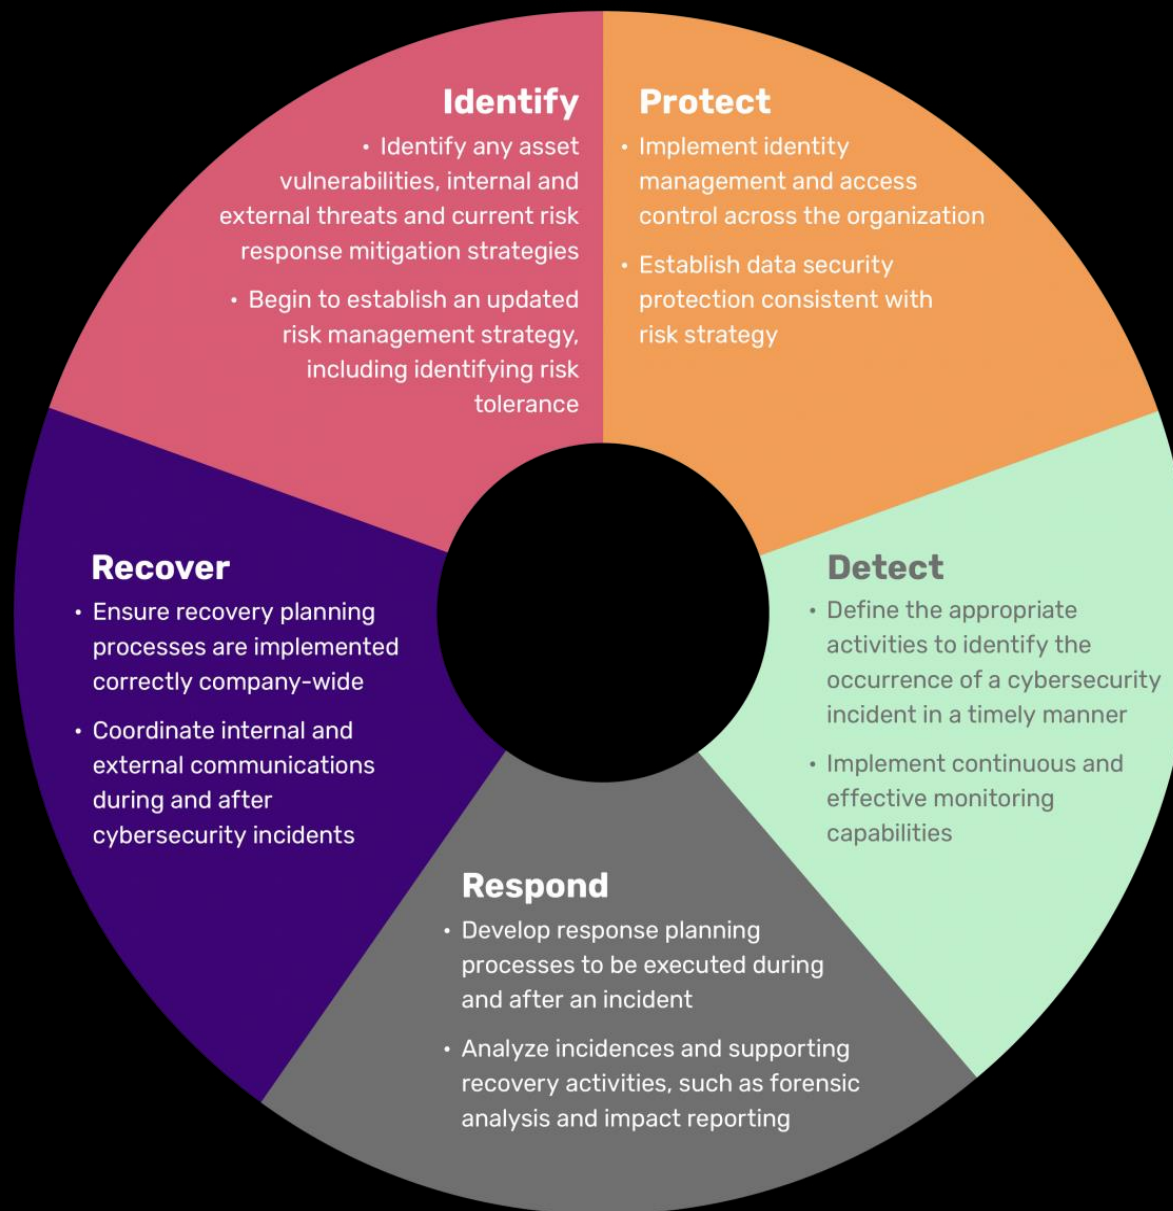 Identify
• Identify any asset
vulnerabilities, internal and
external threats and current risk
response mitigation strategies
• Begin to establish an updated
risk management strategy,
including identifying risk
tolerance
Protect
• Implement identity
management and access
control across the organization
• Establish data security
protection consistent with
risk strategy
Detect
• Define the appropriate
activities to identify the
occurrence of a cybersecurity
incident in a timely manner
• Implement continuous and
effective monitoring
capabilities
Respond
• Develop response planning
processes to be executed during
and after an incident
• Analyze incidences and supporting
recovery activities, such as forensic
analysis and impact reporting
Recover
• Ensure recovery planning
processes are implemented
correctly company-wide
• Coordinate internal and
external communications
during and after
cybersecurity incidents